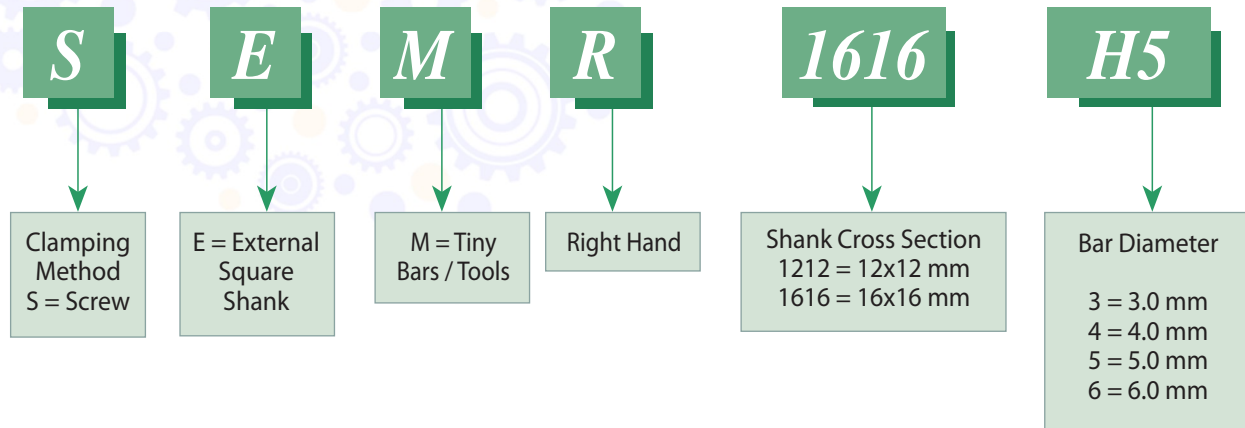 S E M R 1616 H5
Clamping
Method
S = Screw
E = External
Square
Shank
M = Tiny
Bars / Tools
Right Hand
Shank Cross Section
1212 = 12x12 mm
1616 = 16x16 mm
Bar Diameter
3 = 3.0 mm
4 = 4.0 mm
5 = 5.0 mm
6 = 6.0 mm